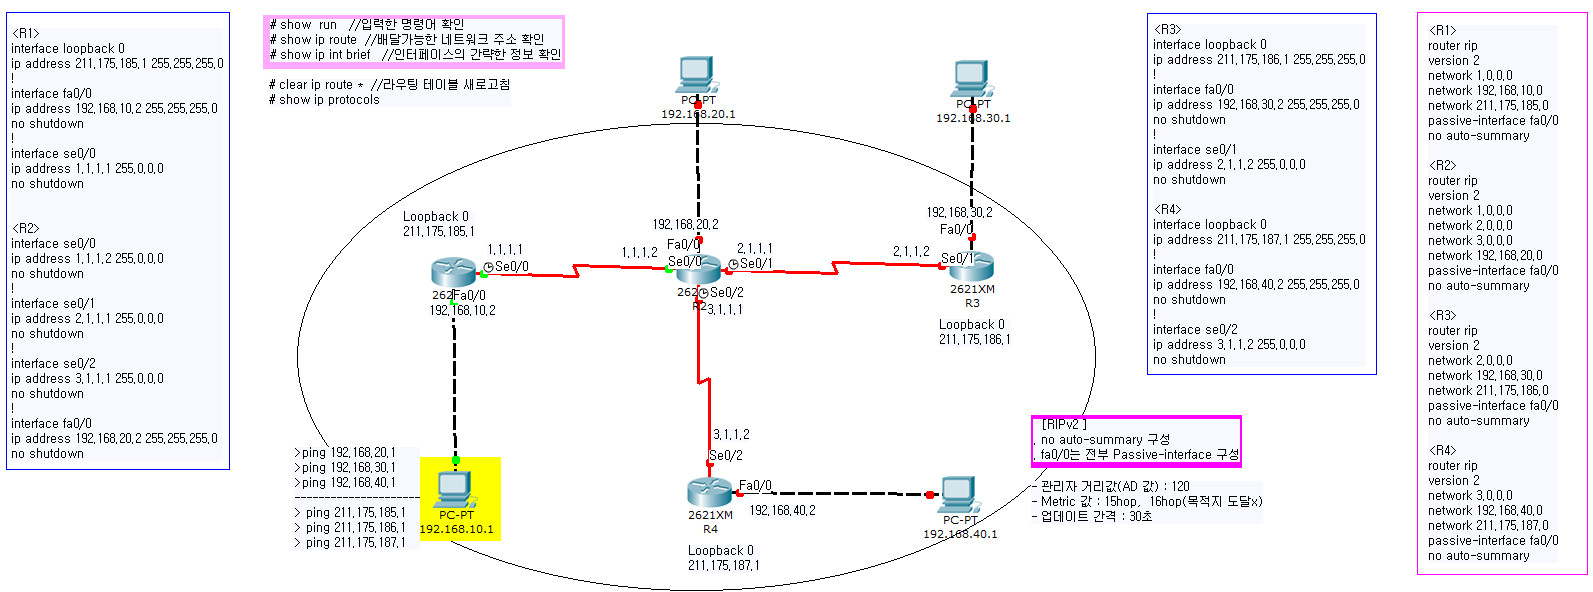 <R1>
interface loopback 0
ip address 211,175,185,1 255,255,255,0
!
interface fa0/0
ip address 192,168,10,2 255,255,255,0
no shutdown
!
interface se0/0
ip address 1,1,1,1 255,0,0,0
no shutdown
<R2>
interface se0/0
ip address 1,1,1,2 255,0,0,0
no shutdown
!
interface se0/1
ip address 2,1,1,1 255,0,0,0
no shutdown
!
interface se0/2
ip address 3,1,1,1 255,0,0,0
no shutdown
!
interface fa0/0
ip address 192,168,20,2 255,255,255,0
no shutdown
# show run //입력한 명령어 확인
# show ip route //배달가능한 네트워크 주소 확인
# show ip int brief //인터페이스의 간략한 정보 확인
# clear ip route * //라우팅 테이블 새로고침
# show ip protocols
PC-PT
192.168.20.1
PC-PT
192.168.30.1
Loopback 0
211,175,185,1
192,168,20,2
Fa0/0
192,168,30,2
Fa0/0
1,1,1,1
Se0/0
1,1,1,2
Se0/0
2,1,1,1
Se0/1
2,1,1,2
Se0/1
262
Fa0/0
192,168,10,2
262
R2
Se0/2
3,1,1,1
2621XM
R3
Loopback 0
211,175,186,1
3,1,1,2
Se0/2
>ping 192,168,20,1
>ping 192,168,30,1
>ping 192,168,40,1
--------------------
> ping 211,175,185,1
> ping 211,175,186,1
> ping 211,175,187,1
PC-PT
192.168.10.1
Fa0/0
192,168,40,2
2621XM
R4
Loopback 0
211,175,187,1
PC-PT
192.168.40.1
[RIPv2 ]
. no auto-summary 구성
. fa0/0는 전부 Passive-interface 구성
- 관리자 거리값(AD 값) : 120
- Metric 값 : 15hop, 16hop(목적지 도달x)
- 업데이트 간격 : 30초
<R3>
interface loopback 0
ip address 211,175,186,1 255,255,255,0
!
interface fa0/0
ip address 192,168,30,2 255,255,255,0
no shutdown
!
interface se0/1
ip address 2,1,1,2 255,0,0,0
no shutdown
<R4>
interface loopback 0
ip address 211,175,187,1 255,255,255,0
!
interface fa0/0
ip address 192,168,40,2 255,255,255,0
no shutdown
!
interface se0/2
ip address 3,1,1,2 255,0,0,0
no shutdown
<R1>
router rip
version 2
network 1,0,0,0
network 192,168,10,0
network 211,175,185,0
passive-interface fa0/0
no auto-summary
<R2>
router rip
version 2
network 1,0,0,0
network 2,0,0,0
network 3,0,0,0
network 192,168,20,0
passive-interface fa0/0
no auto-summary
<R3>
router rip
version 2
network 2,0,0,0
network 192,168,30,0
network 211,175,186,0
passive-interface fa0/0
no auto-summary
<R4>
router rip
version 2
network 3,0,0,0
network 192,168,40,0
network 211,175,187,0
passive-interface fa0/0
no auto-summary